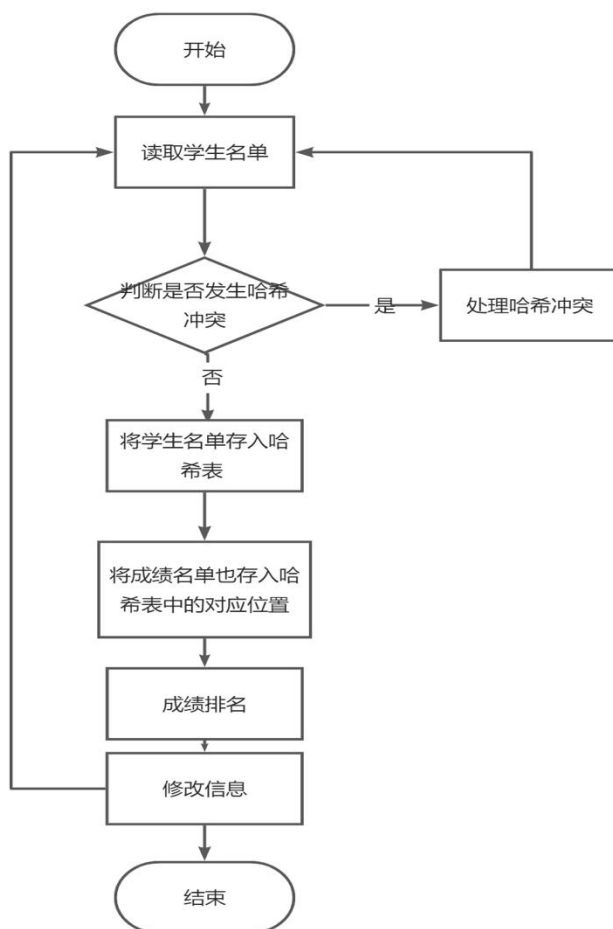 开始
读取学生名单
判断是否发生哈希
冲突
是
处理哈希冲突
否
将学生名单存入哈
希表
将成绩名单也存入哈
希表中的对应位置
成绩排名
修改信息
结束